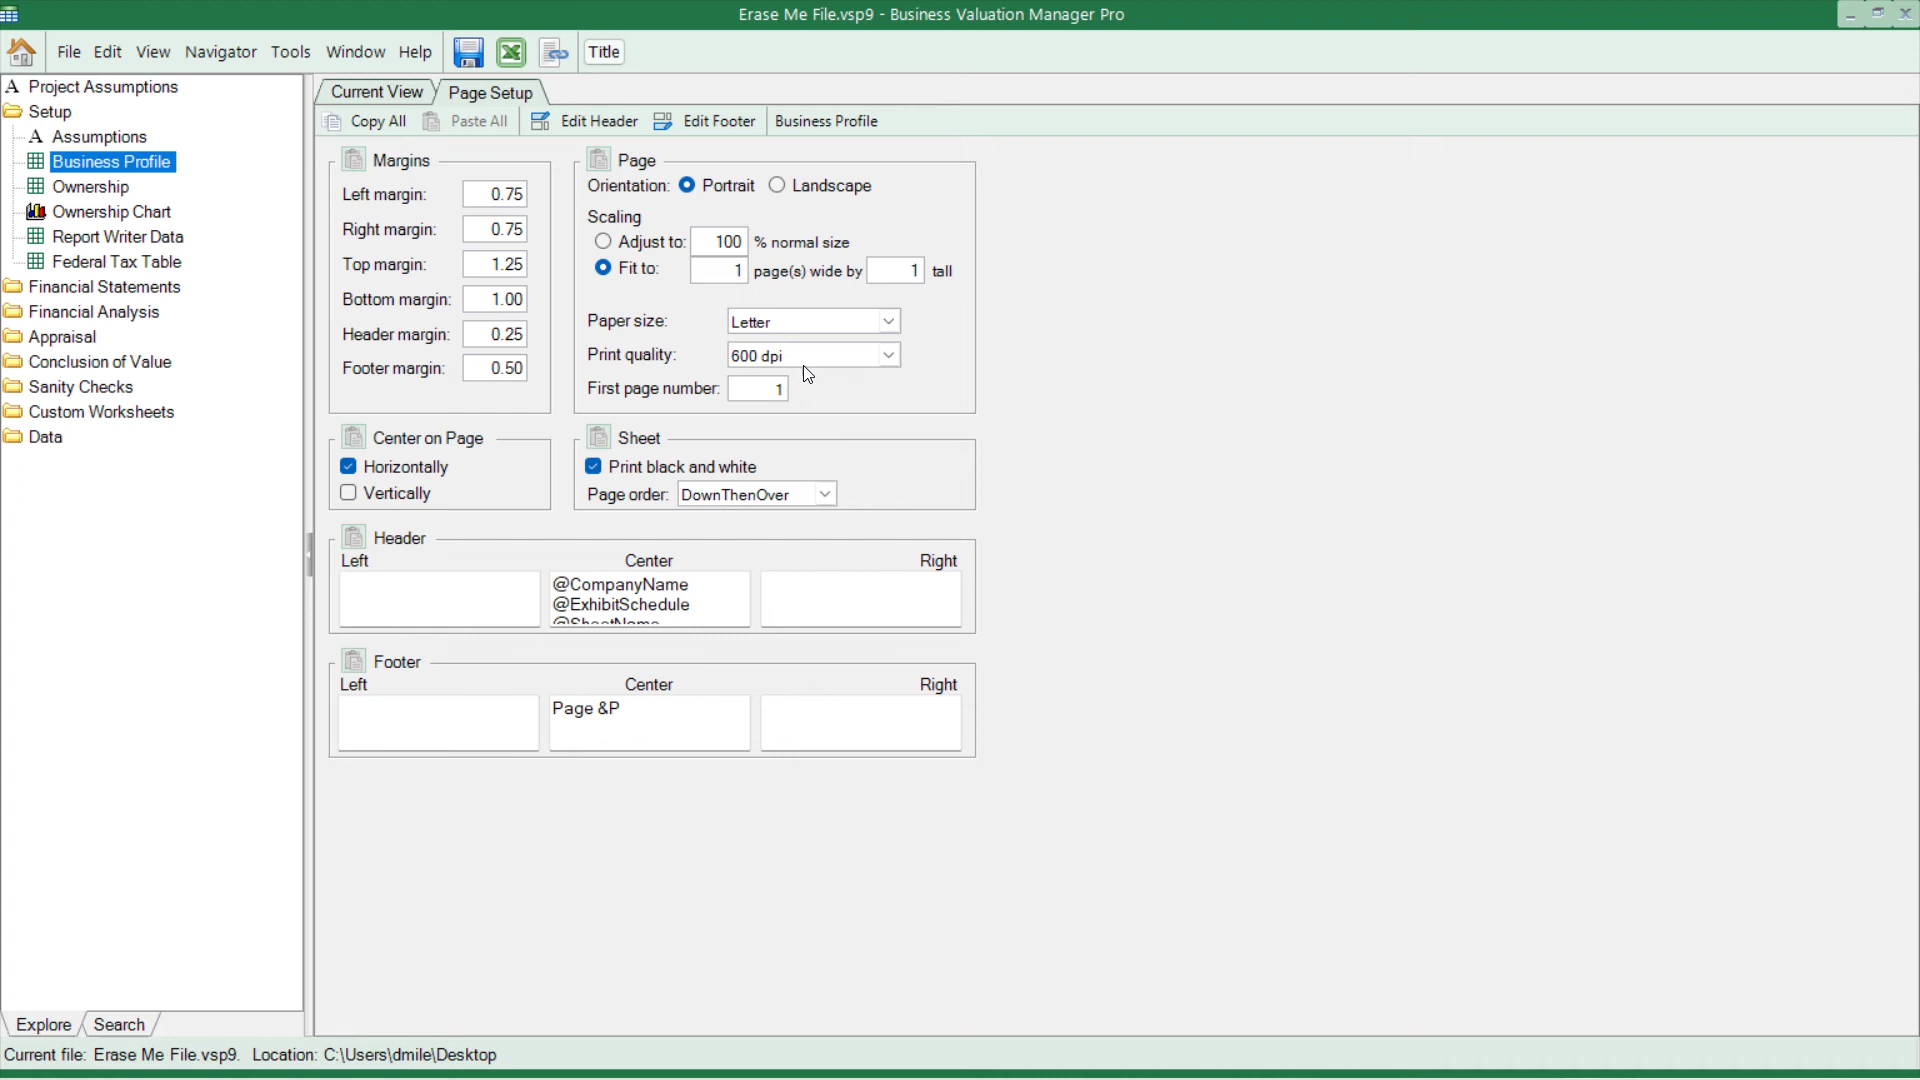 Erase Me File.vsp9 - Business Valuation Manager Pro
File Edit View Navigator Tools Window Help Title
A Project Assumptions
Setup
A Assumptions
Business Profile
Ownership
Ownership Chart
Report Writer Data
Federal Tax Table
Financial Statements
Financial Analysis
Appraisal
Conclusion of Value
Sanity Checks
Custom Worksheets
Data
Explore Search
Current View Page Setup
Copy All Paste All Edit Header Edit Footer Business Profile
Margins
Left margin: 0.75
Right margin: 0.75
Top margin: 1.25
Bottom margin: 1.00
Header margin: 0.25
Footer margin: 0.50
Page
Orientation: Portrait Landscape
Scaling
Adjust to: 100 % normal size
Fit to: 1 page(s) wide by 1 tall
Paper size: Letter
Print quality: 600 dpi
First page number: 1
Center on Page
Horizontally
Vertically
Sheet
Print black and white
Page order: DownThenOver
Header
Left Center Right
@CompanyName
@ExhibitSchedule
@SheetName
Footer
Left Center Right
Page &P
Current file: Erase Me File.vsp9. Location: C:\Users\dmile\Desktop